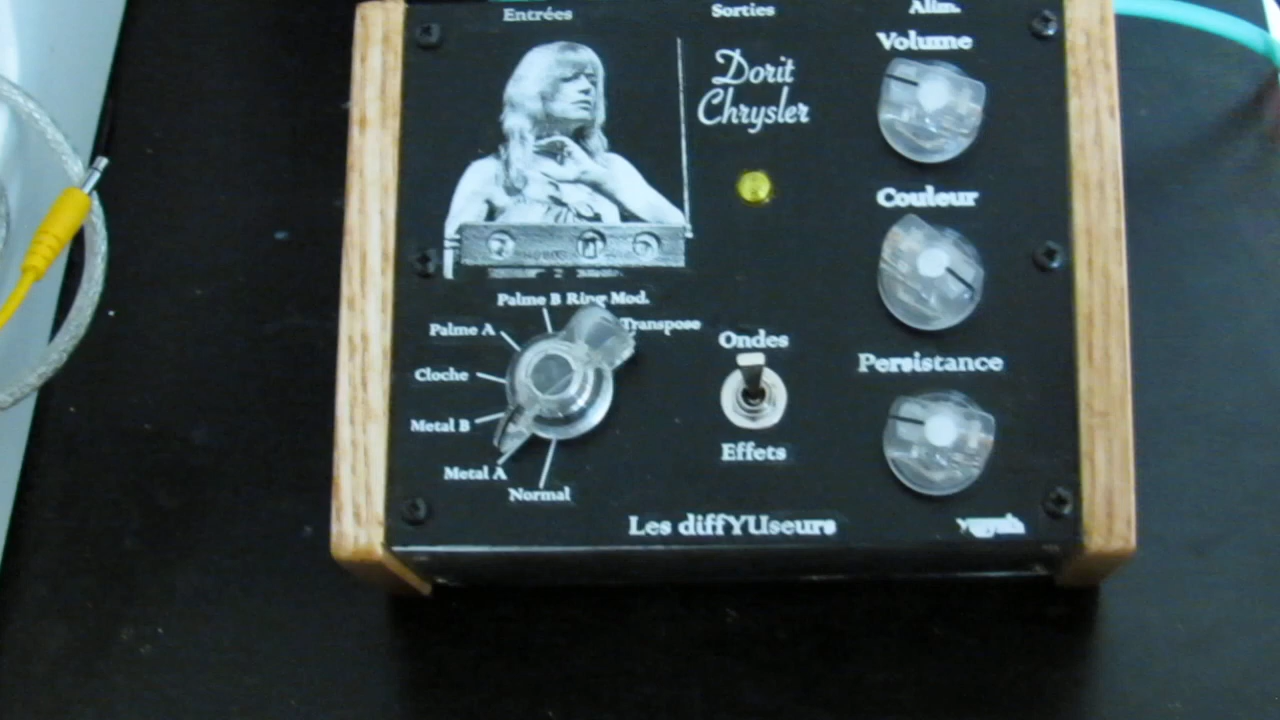 Entrées
Sorties
Alim.
Volume
Dorit
Chrysler
Couleur
Palme B
Ring Mod.
Palme A
Transpose
Cloche
Metal B
Metal A
Normal
Ondes
Effets
Persistance
Les diffYUseurs